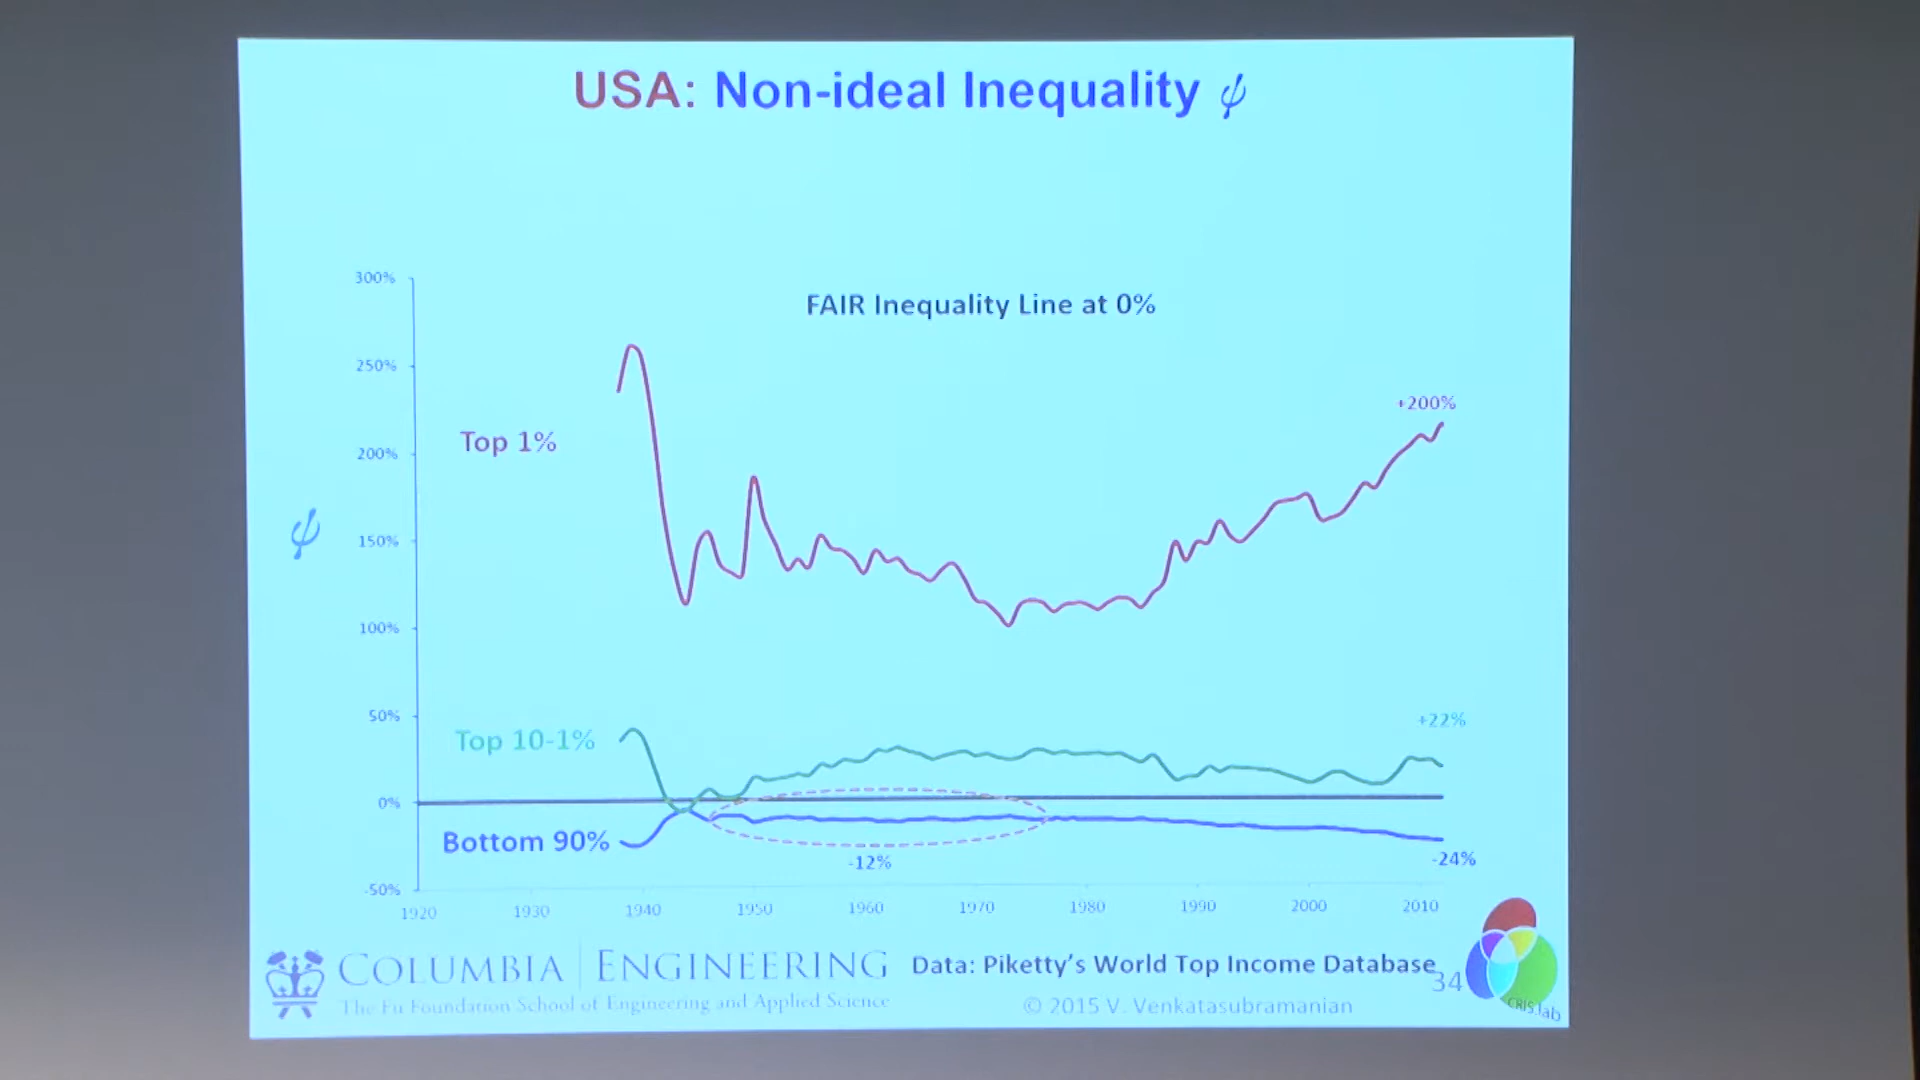 USA: Non-ideal Inequality ψ
300%
FAIR Inequality Line at 0%
250%
+200%
Top 1%
200%
ψ
150%
100%
50%
+22%
Top 10-1%
0%
Bottom 90%
-12%
-24%
-50%
1920 1930 1940 1950 1960 1970 1980 1990 2000 2010
COLUMBIA | ENGINEERING
The Fu Foundation School of Engineering and Applied Science
Data: Piketty's World Top Income Database
34
© 2015 V. Venkatasubramanian
CRIS.lab